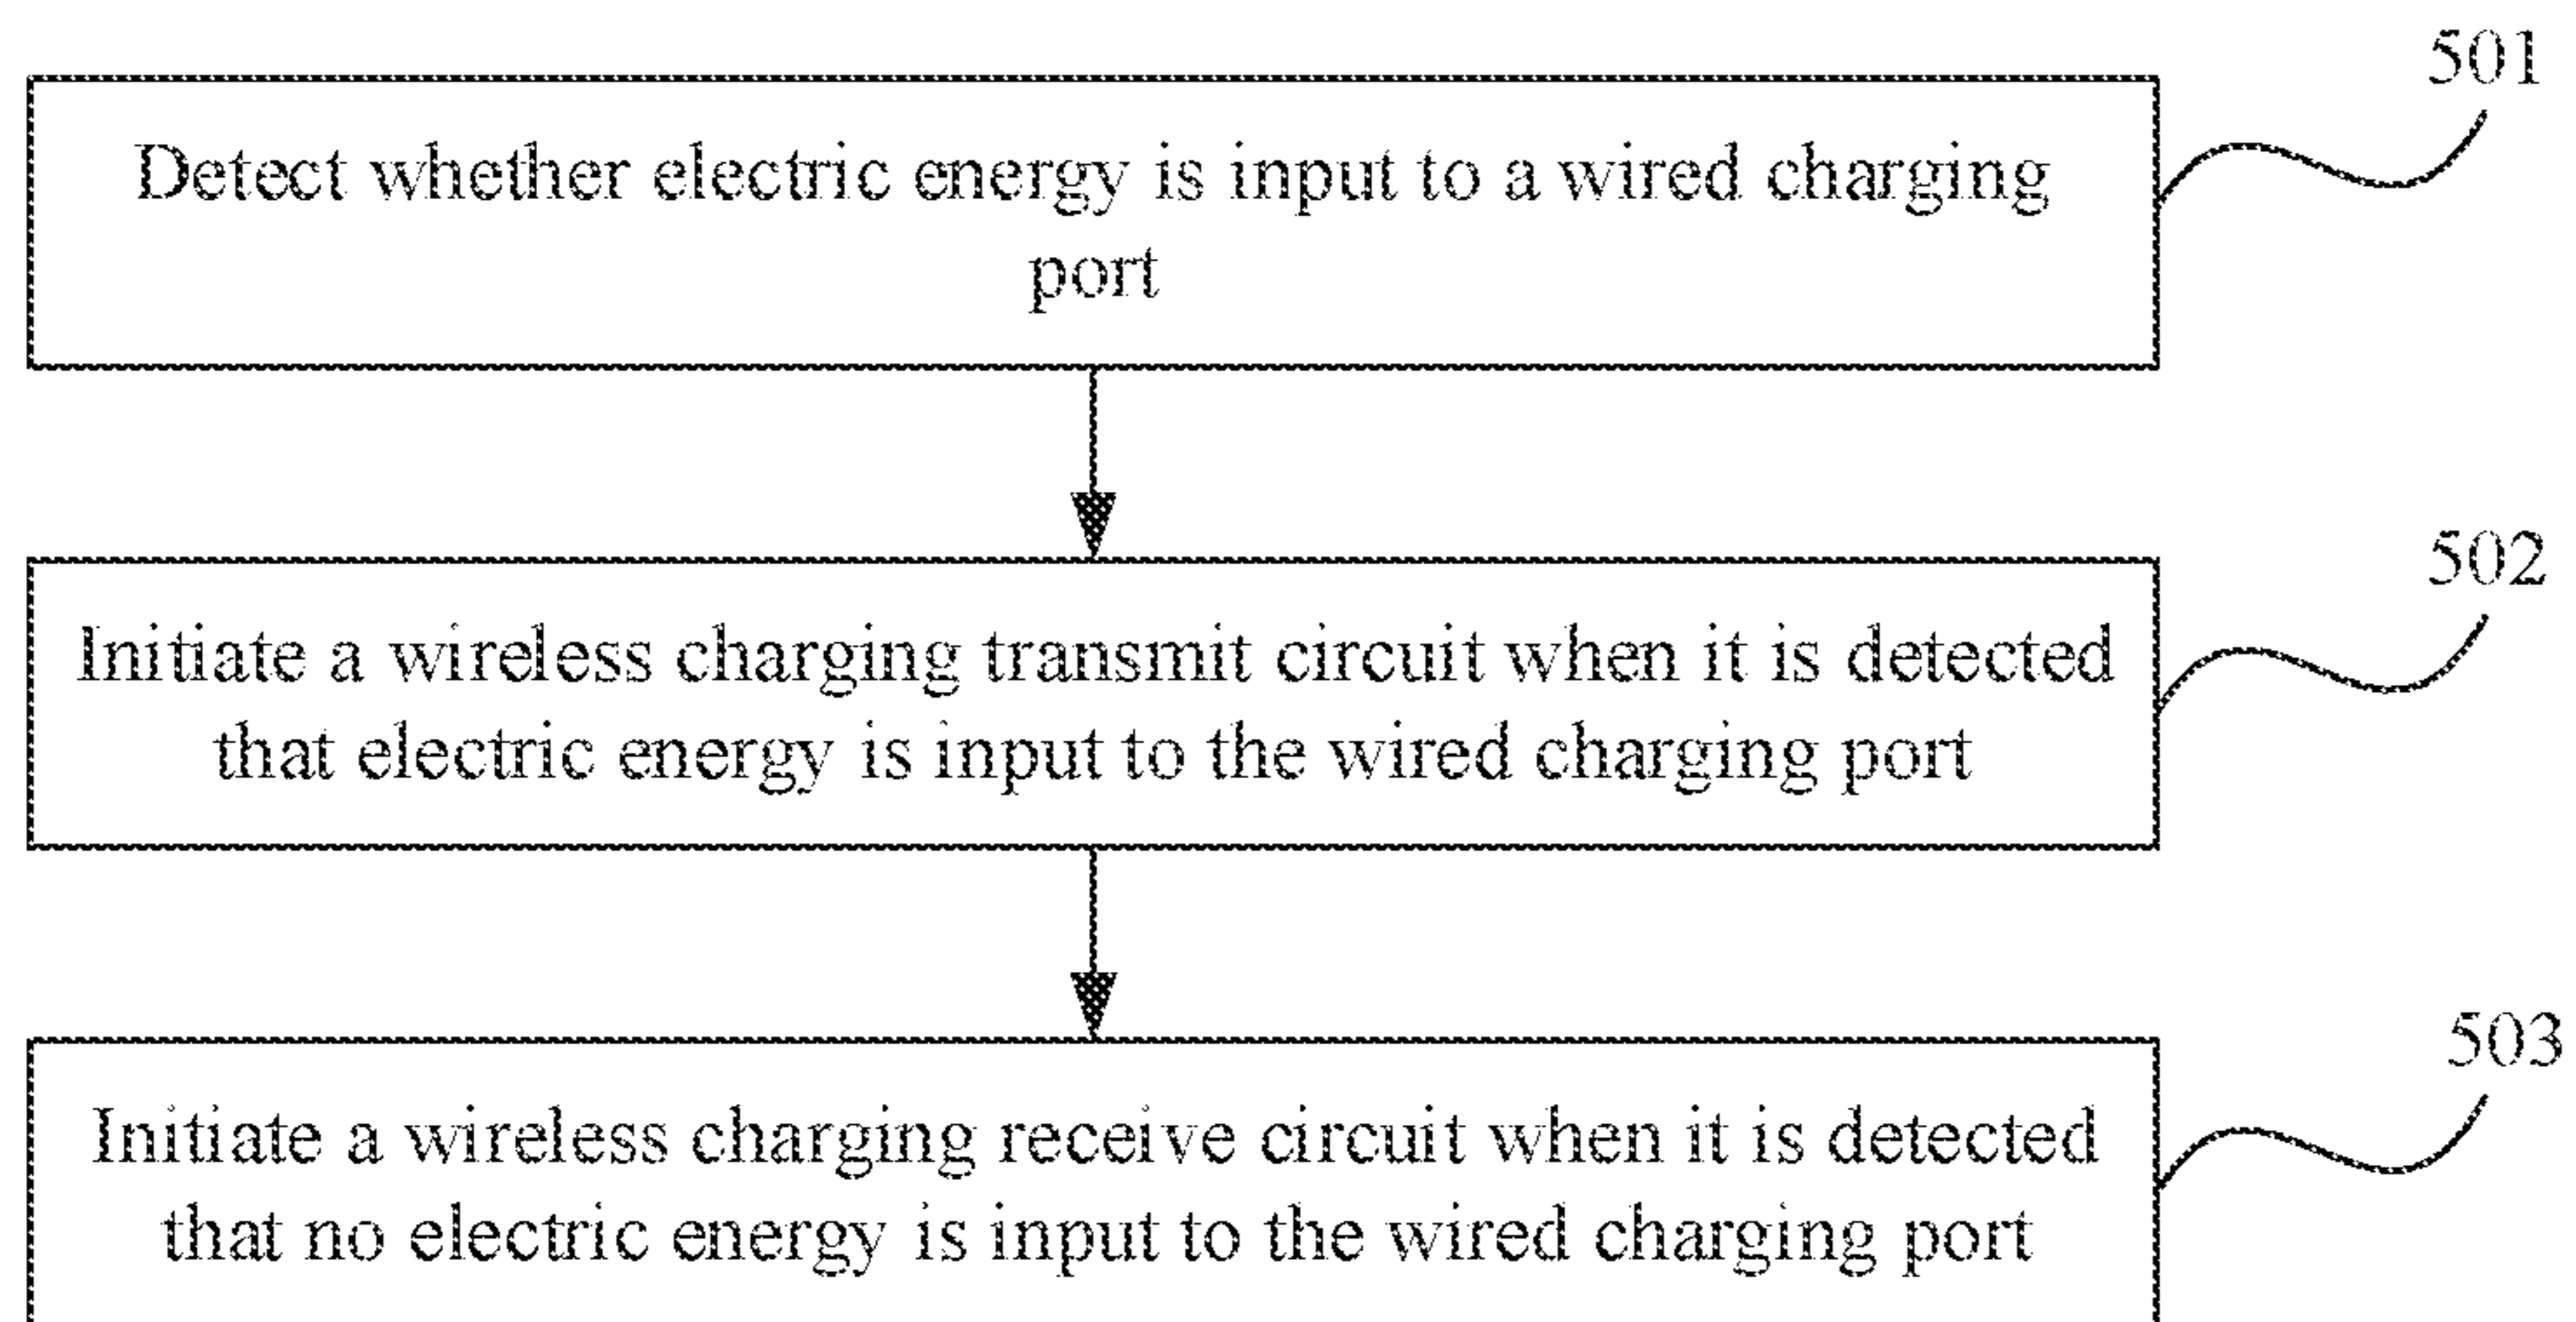 501
Detect whether electric energy is input to a wired charging
port
502
Initiate a wireless charging transmit circuit when it is detected
that electric energy is input to the wired charging port
503
Initiate a wireless charging receive circuit when it is detected
that no electric energy is input to the wired charging port